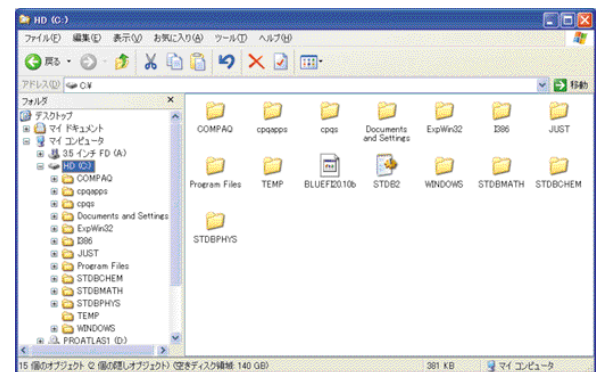 HD (C:)
ファイル(F) 編集(E) 表示(V) お気に入り(A) ツール(T) ヘルプ(H)
戻る
アドレス(D) C:¥ 移動
フォルダ ×
デスクトップ
マイ ドキュメント
マイ コンピュータ
3.5 インチ FD (A:)
HD (C:)
COMPAQ
cpqapps
cpqs
Documents and Settings
ExpWin32
I386
JUST
Program Files
STDBCHEM
STDBMATH
STDBPHYS
TEMP
WINDOWS
PROATLAS1 (D:)
COMPAQ cpqapps cpqs Documents and Settings ExpWin32 I386 JUST
Program Files TEMP BLUEFI20.10b STDB2 WINDOWS STDBMATH STDBCHEM
STDBPHYS
15 個のオブジェクト (2 個の隠しオブジェクト) (空きディスク領域: 140 GB) 381 KB マイ コンピュータ